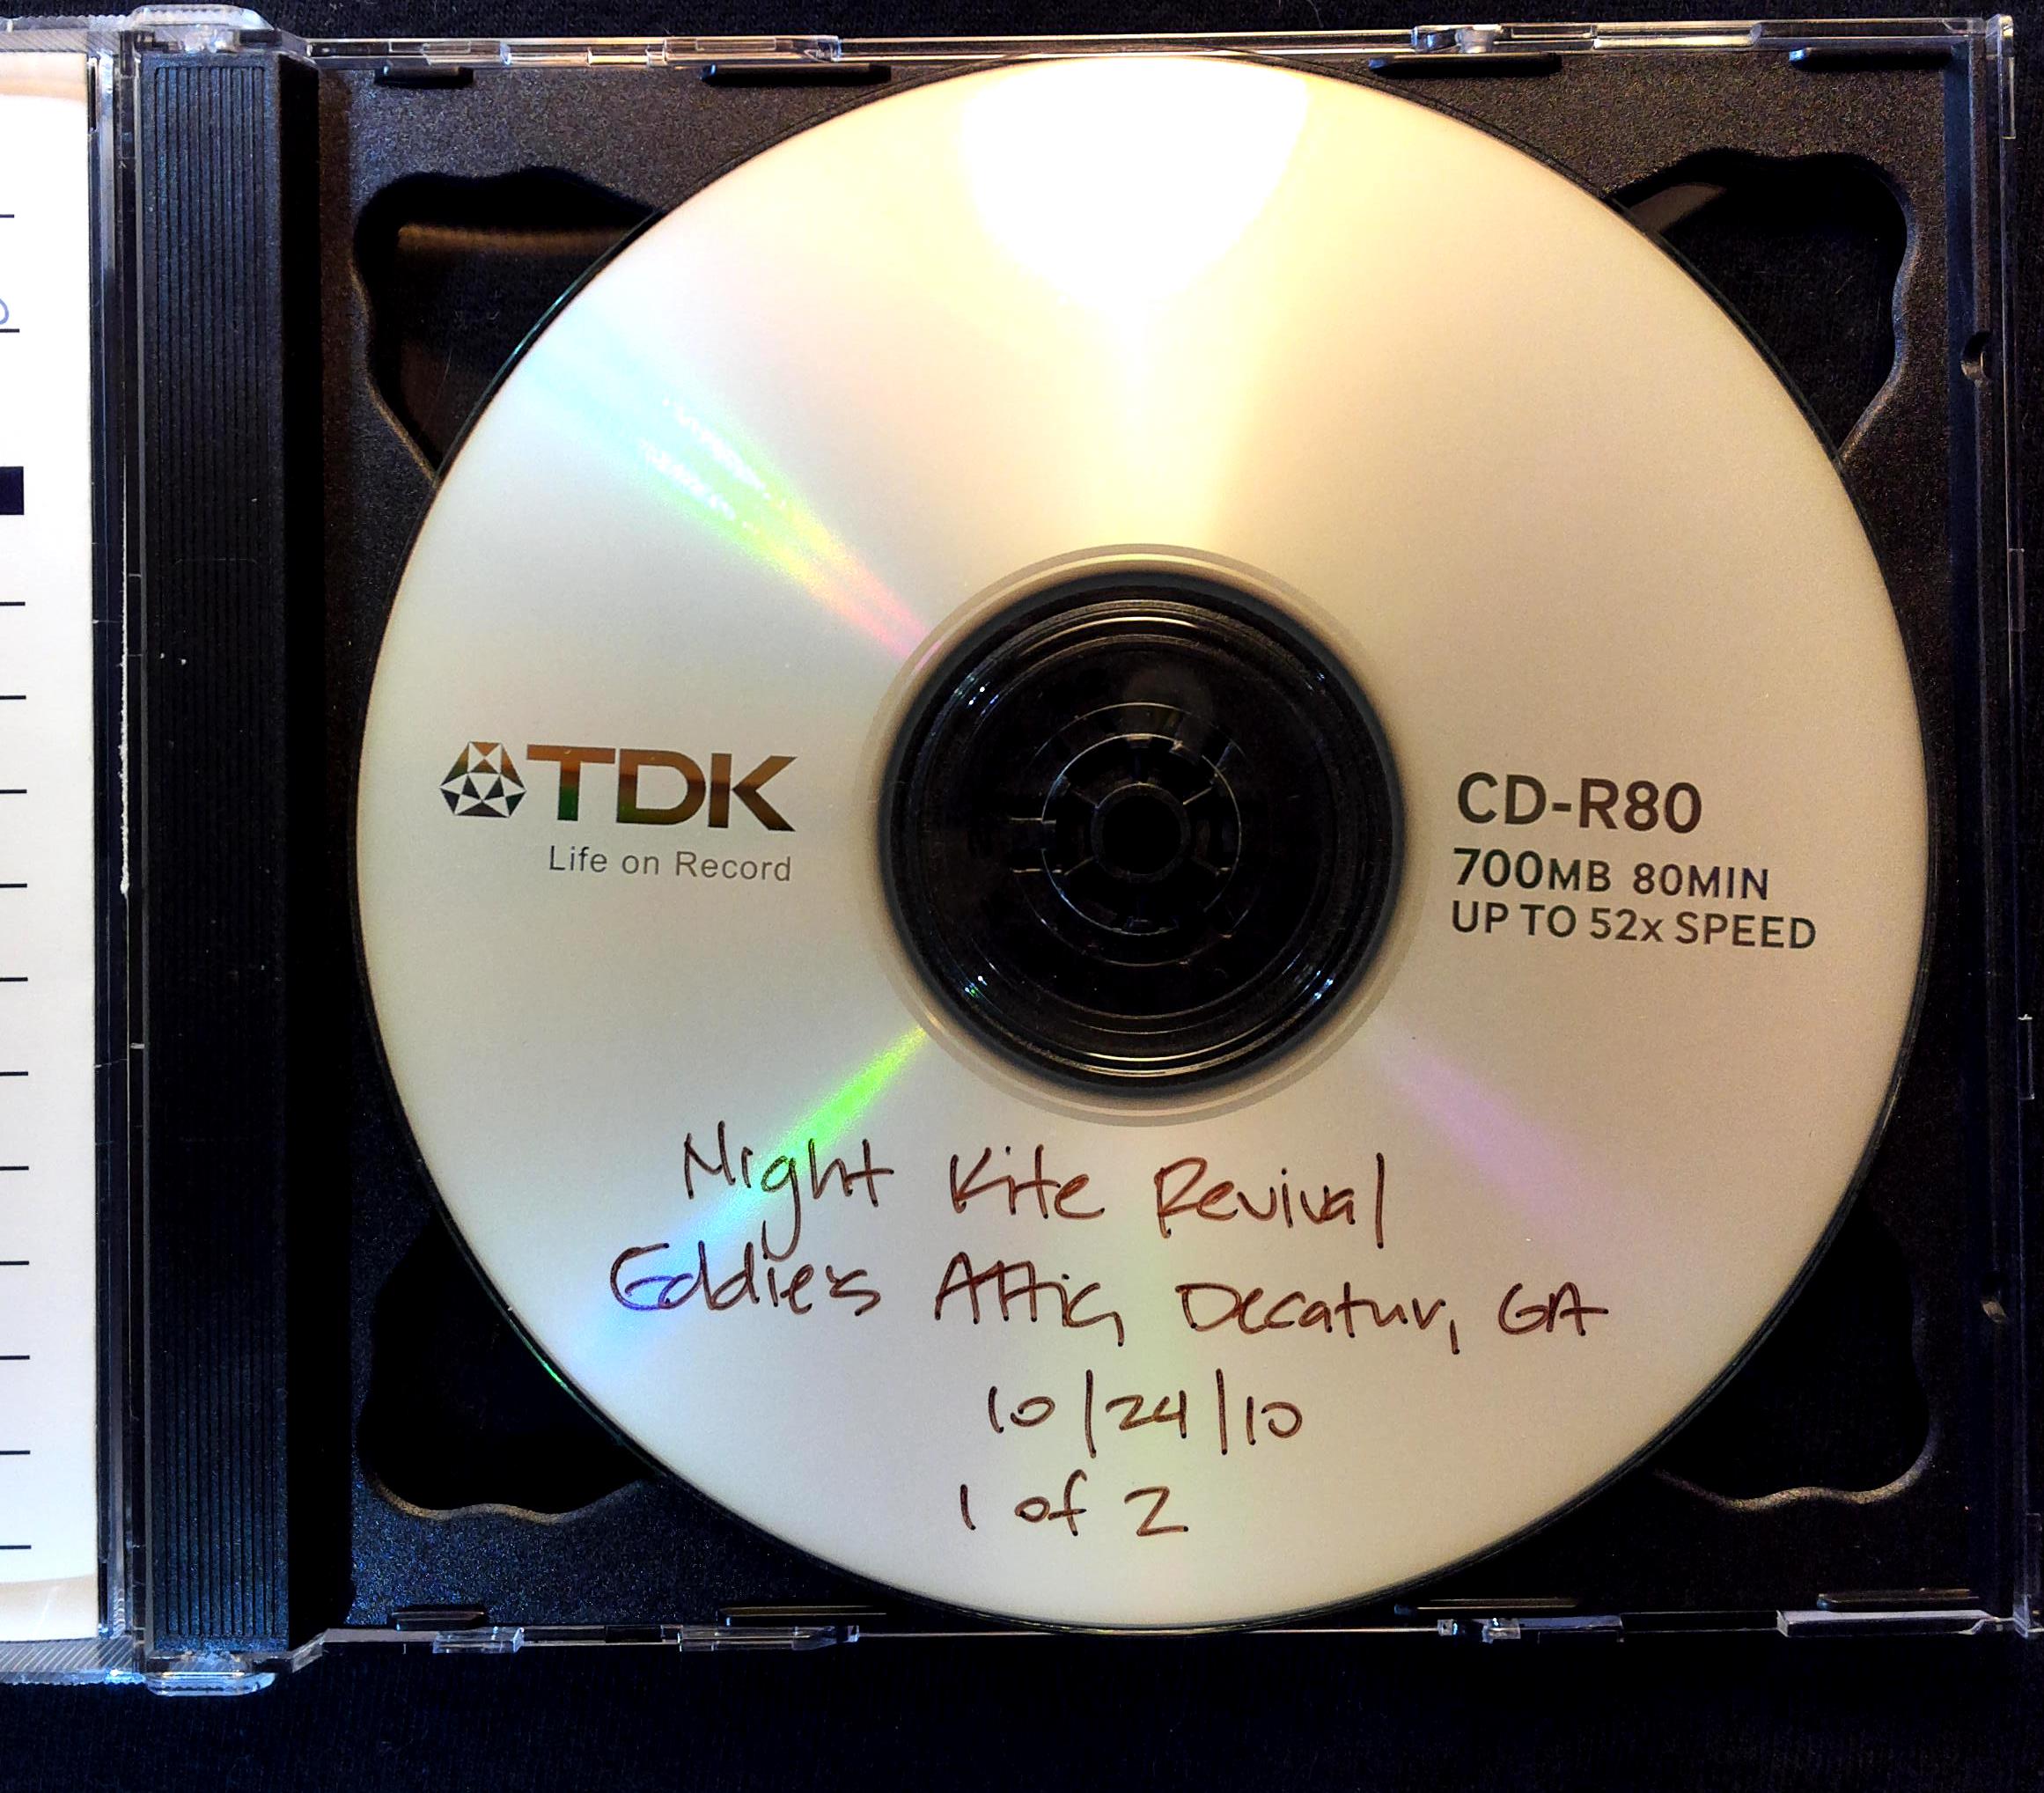 TDK
Life on Record
CD-R80
700MB 80MIN
UP TO 52x SPEED
Night Kite Revival
Eddie's Attic, Decatur, GA
10/24/10
1 of 2